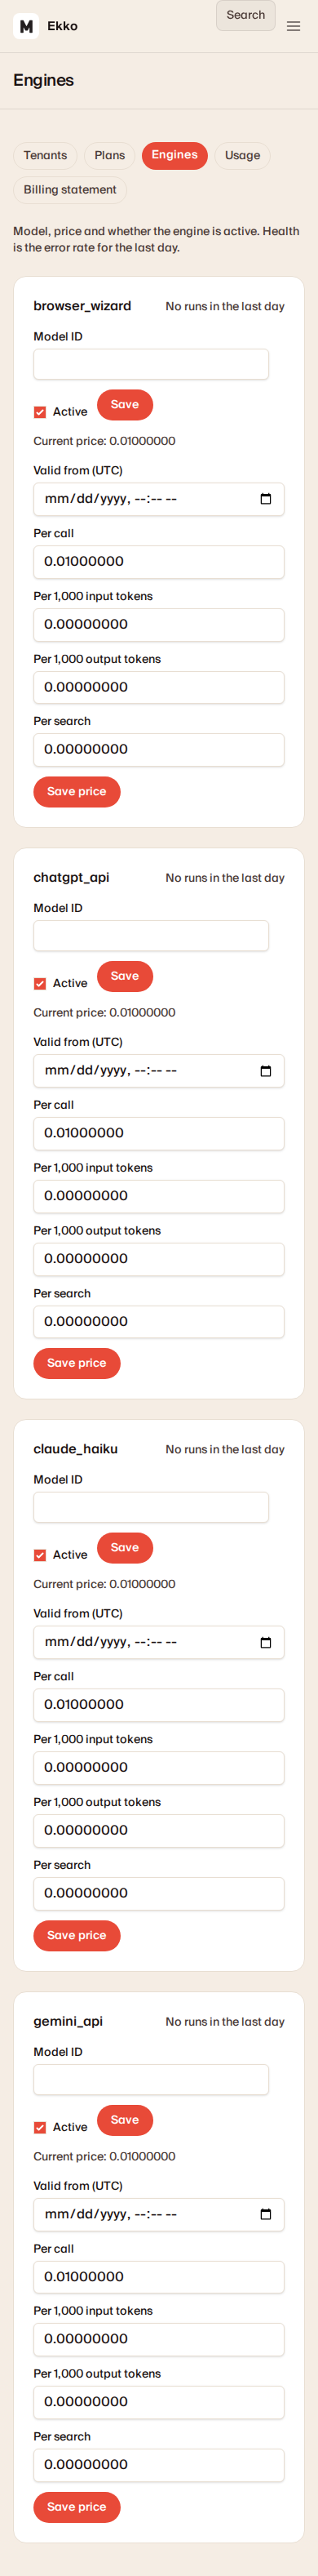 M Ekko
Search
Engines
Tenants
Plans
Engines
Usage
Billing statement
Model, price and whether the engine is active. Health
is the error rate for the last day.
browser_wizard
No runs in the last day
Model ID
Active
Save
Current price: 0.01000000
Valid from (UTC)
mm/dd/yyyy, --:-- --
Per call
0.01000000
Per 1,000 input tokens
0.00000000
Per 1,000 output tokens
0.00000000
Per search
0.00000000
Save price
chatgpt_api
No runs in the last day
Model ID
Active
Save
Current price: 0.01000000
Valid from (UTC)
mm/dd/yyyy, --:-- --
Per call
0.01000000
Per 1,000 input tokens
0.00000000
Per 1,000 output tokens
0.00000000
Per search
0.00000000
Save price
claude_haiku
No runs in the last day
Model ID
Active
Save
Current price: 0.01000000
Valid from (UTC)
mm/dd/yyyy, --:-- --
Per call
0.01000000
Per 1,000 input tokens
0.00000000
Per 1,000 output tokens
0.00000000
Per search
0.00000000
Save price
gemini_api
No runs in the last day
Model ID
Active
Save
Current price: 0.01000000
Valid from (UTC)
mm/dd/yyyy, --:-- --
Per call
0.01000000
Per 1,000 input tokens
0.00000000
Per 1,000 output tokens
0.00000000
Per search
0.00000000
Save price